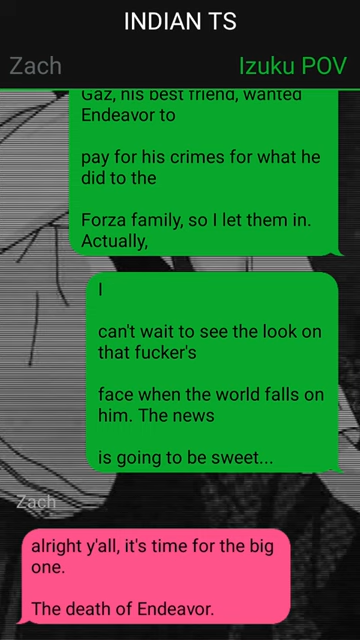 INDIAN TS
Zach
Izuku POV
Gaz, his best friend, wanted
Endeavor to
pay for his crimes for what he
did to the
Forza family, so I let them in.
Actually,
I
can't wait to see the look on
that fucker's
face when the world falls on
him. The news
is going to be sweet...
Zach
alright y'all, it's time for the big
one.
The death of Endeavor.